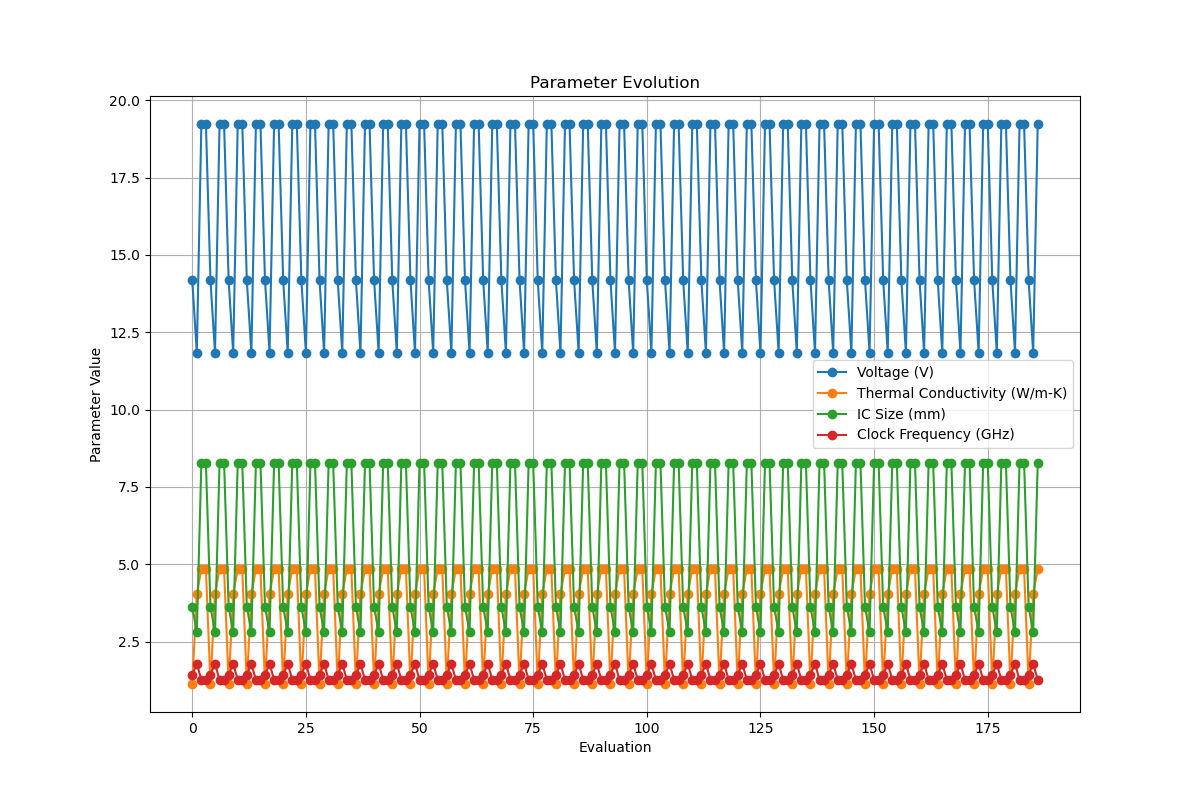 Parameter Evolution
20.0
17.5
15.0
12.5
10.0
7.5
5.0
2.5
Parameter Value
Voltage (V)
Thermal Conductivity (W/m-K)
IC Size (mm)
Clock Frequency (GHz)
0 25 50 75 100 125 150 175
Evaluation